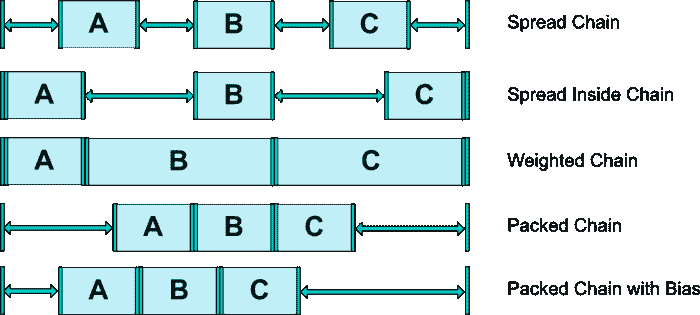 A B C Spread Chain
A B C Spread Inside Chain
A B C Weighted Chain
A B C Packed Chain
A B C Packed Chain with Bias